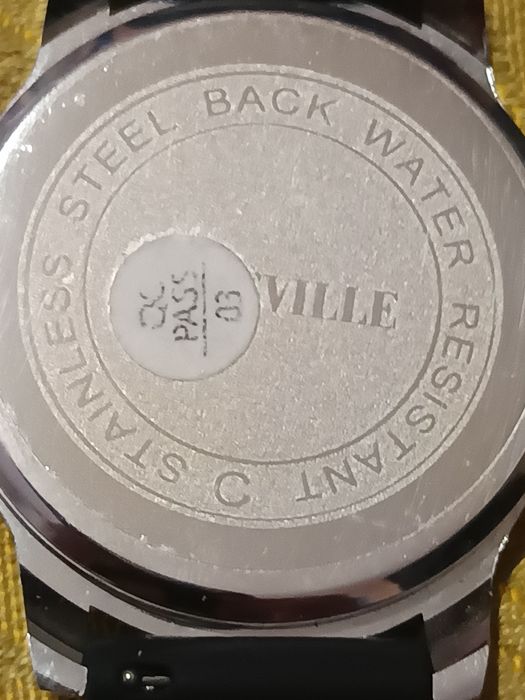 STAINLESS STEEL BACK WATER RESISTANT
VILLE
QC
PASS
03